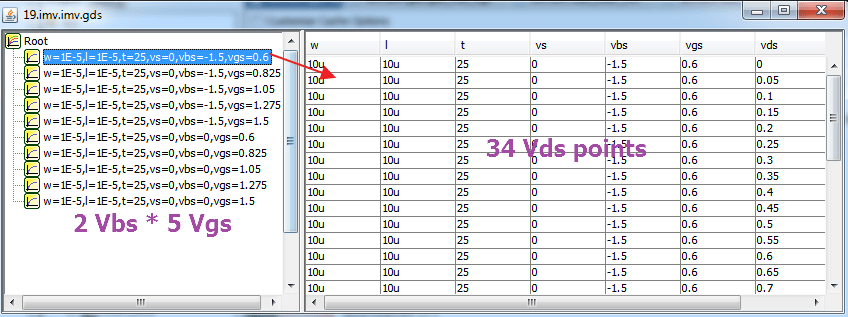 19.imv.imv.gds
Customize Cache Options
Root
w=1E-5,l=1E-5,t=25,vs=0,vbs=-1.5,vgs=0.6
w=1E-5,l=1E-5,t=25,vs=0,vbs=-1.5,vgs=0.825
w=1E-5,l=1E-5,t=25,vs=0,vbs=-1.5,vgs=1.05
w=1E-5,l=1E-5,t=25,vs=0,vbs=-1.5,vgs=1.275
w=1E-5,l=1E-5,t=25,vs=0,vbs=-1.5,vgs=1.5
w=1E-5,l=1E-5,t=25,vs=0,vbs=0,vgs=0.6
w=1E-5,l=1E-5,t=25,vs=0,vbs=0,vgs=0.825
w=1E-5,l=1E-5,t=25,vs=0,vbs=0,vgs=1.05
w=1E-5,l=1E-5,t=25,vs=0,vbs=0,vgs=1.275
w=1E-5,l=1E-5,t=25,vs=0,vbs=0,vgs=1.5
2 Vbs * 5 Vgs
w l t vs vbs vgs vds
10u 10u 25 0 -1.5 0.6 0
10u 10u 25 0 -1.5 0.6 0.05
10u 10u 25 0 -1.5 0.6 0.1
10u 10u 25 0 -1.5 0.6 0.15
10u 10u 25 0 -1.5 0.6 0.2
10u 10u 25 0 -1.5 0.6 0.25
34 Vds points
10u 10u 25 0 -1.5 0.6 0.3
10u 10u 25 0 -1.5 0.6 0.35
10u 10u 25 0 -1.5 0.6 0.4
10u 10u 25 0 -1.5 0.6 0.45
10u 10u 25 0 -1.5 0.6 0.5
10u 10u 25 0 -1.5 0.6 0.55
10u 10u 25 0 -1.5 0.6 0.6
10u 10u 25 0 -1.5 0.6 0.65
10u 10u 25 0 -1.5 0.6 0.7